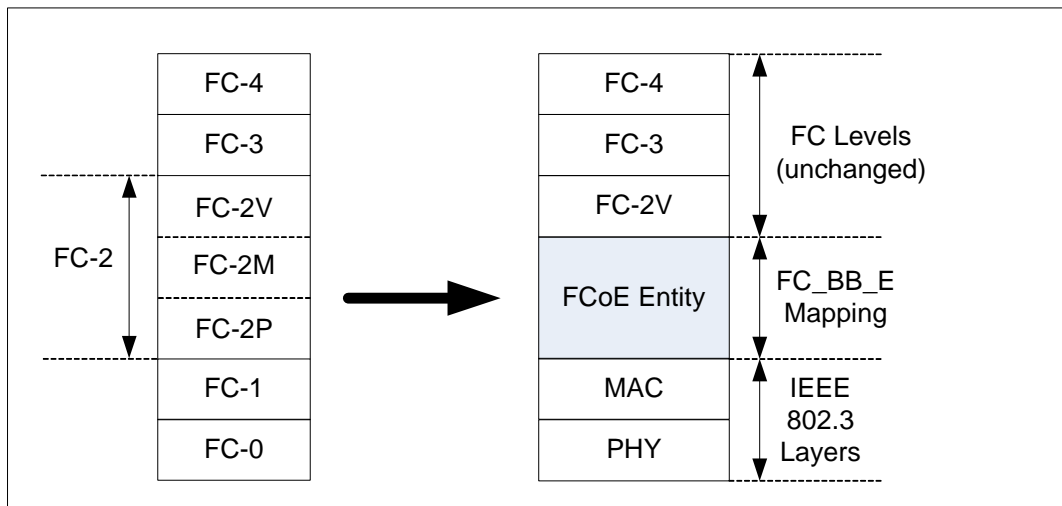 FC-4
FC-3
FC-2V
FC-2
FC-2M
FC-2P
FC-1
FC-0
FC-4
FC-3
FC-2V
FCoE Entity
MAC
PHY
FC Levels
(unchanged)
FC_BB_E
Mapping
IEEE
802.3
Layers